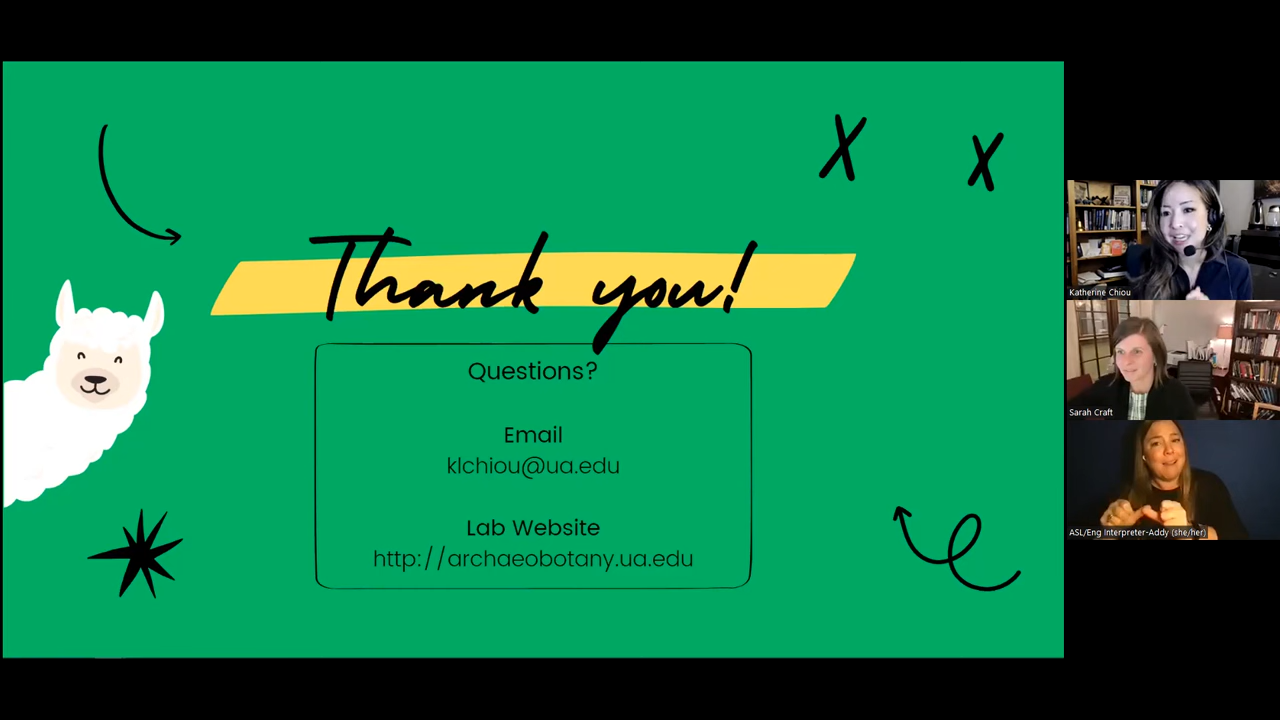 Thank you!
Questions?
Email
klchiou@ua.edu
Lab Website
http://archaeobotany.ua.edu
Katherine Chiou
Sarah Craft
ASL/Eng Interpreter-Addy (she/her)